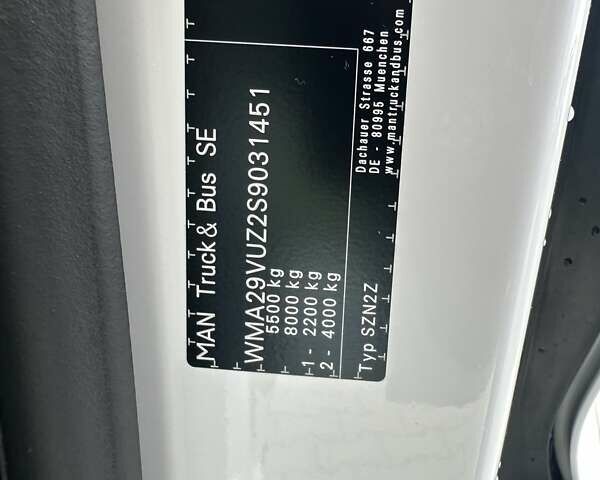 MAN Truck & Bus SE
WMA29VUZ2S9031451
5500 kg
8000 kg
1 - 2200 kg
2 - 4000 kg
Typ SZN2Z
Dachauer Strasse 667
DE - 80995 Muenchen
www.mantruckandbus.com